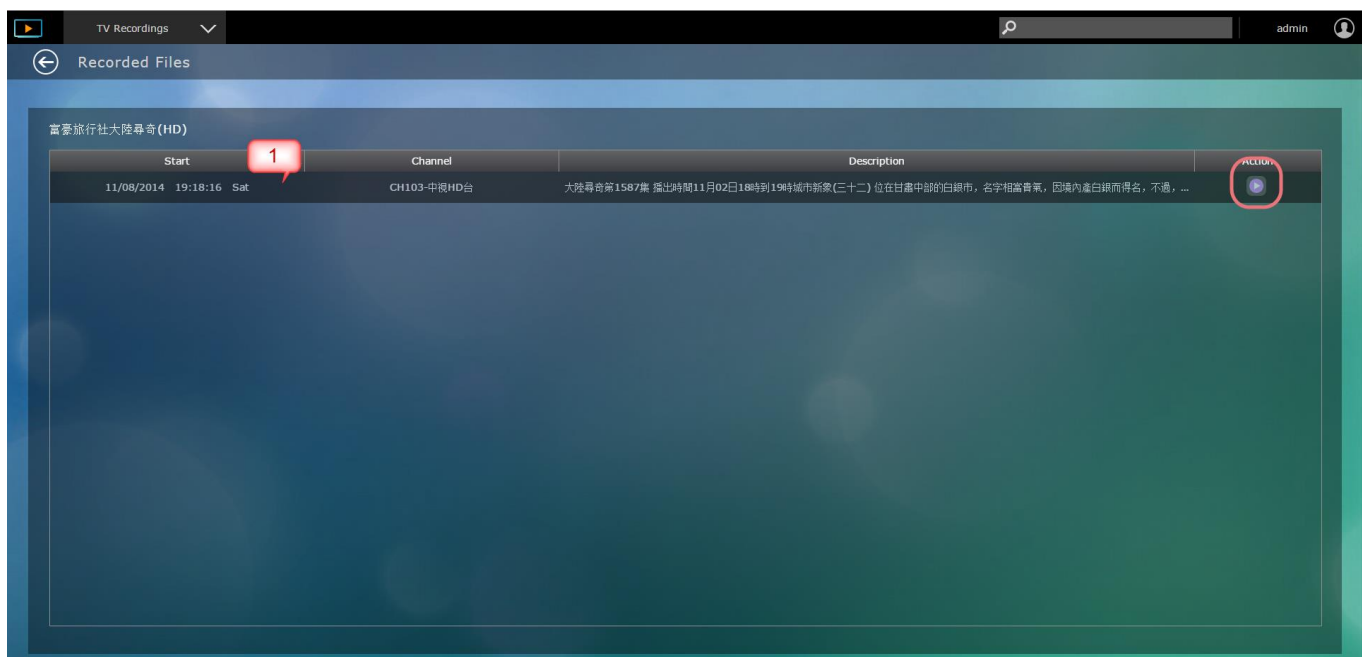 TV Recordings
admin
Recorded Files
富豪旅行社大陸尋奇(HD)
Start
1
Channel
Description
Action
11/08/2014 19:18:16 Sat
CH103-中視HD台
大陸尋奇第1587集 播出時間11月02日18時到19時城市新象(三十二) 位在甘肅中部的白銀市，名字相富貴氣，因境內產白銀而得名，不過，...